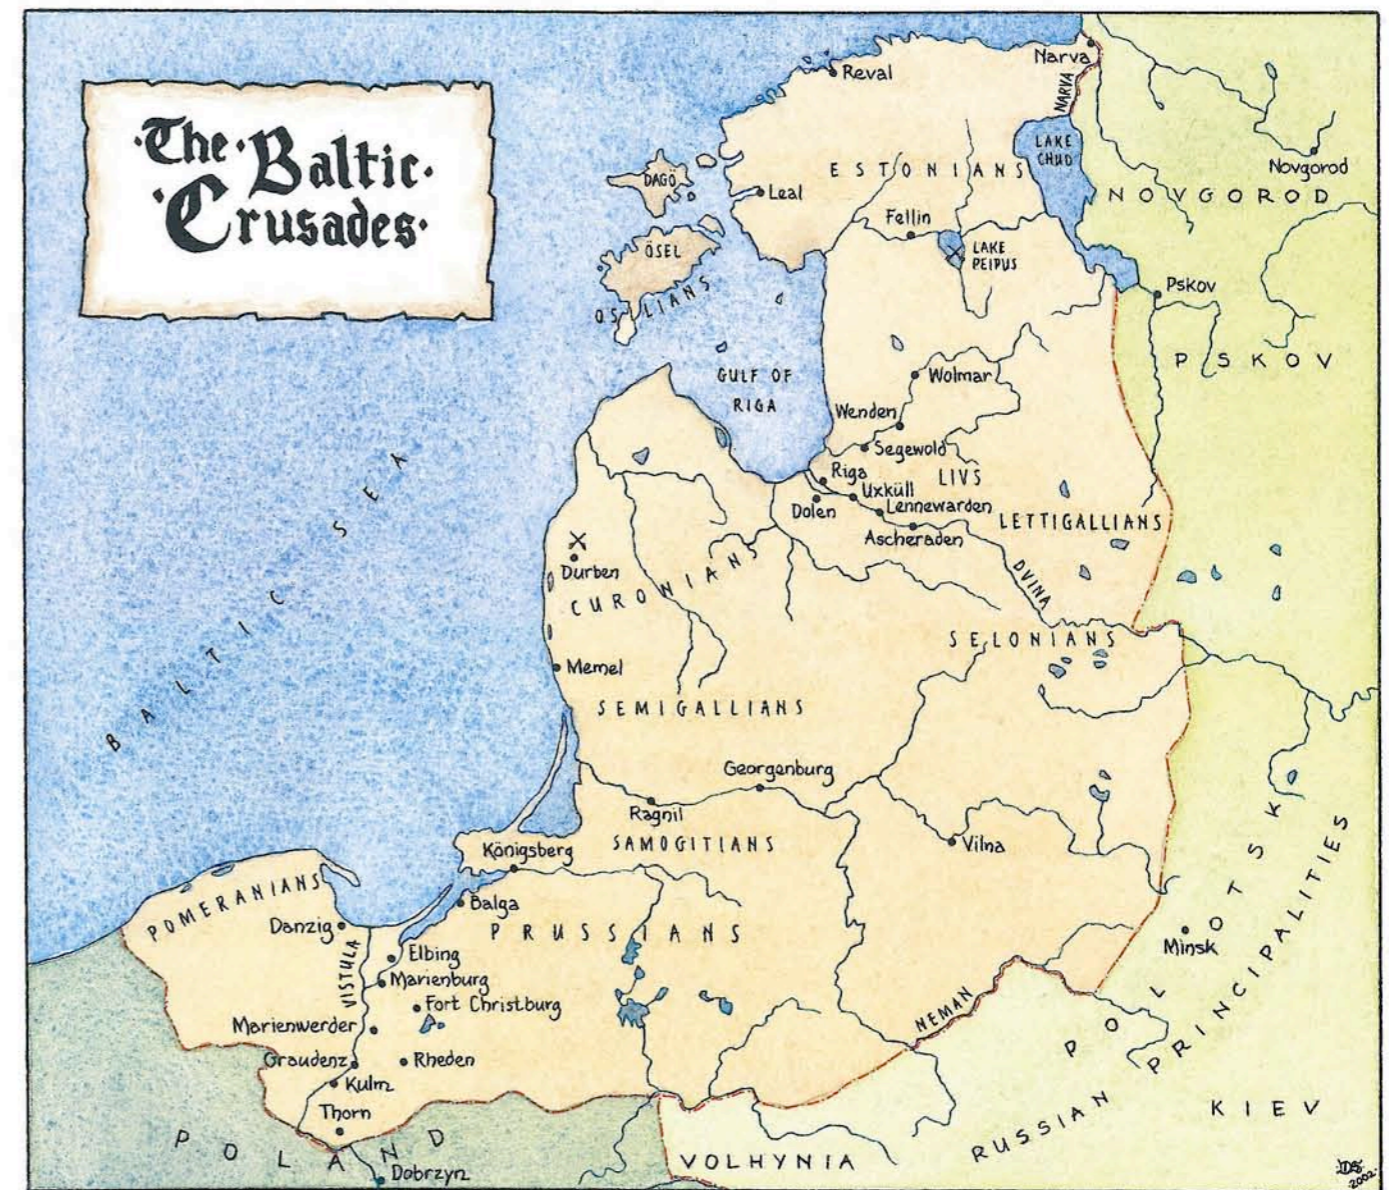 The Baltic
Crusades
Reval
Narva
NARVA
LAKE
CHUD
Novgorod
NOVGOROD
ESTONIANS
DAGÖ
Leal
Fellin
LAKE
PEIPUS
ÖSEL
OSILIANS
Pskov
PSKOV
GULF OF
RIGA
Wolmar
Wenden
Segewold
LIVS
Riga
Uxküll
Lennewarden
Dolen
LETTIGALLIANS
Ascheraden
BALTIC SEA
Durben
CURONIANS
DVINA
SELONIANS
Memel
SEMIGALLIANS
Georgenburg
Ragnil
SAMOGITIANS
Vilna
Königsberg
POMERANIANS
Balga
Danzig
PRUSSIANS
Minsk
POLOTSK
VISTULA
Elbing
Marienburg
Fort Christburg
Marienwerder
NEMAN
Graudenz
Rheden
Kulm
Thorn
RUSSIAN PRINCIPALITIES
KIEV
POLAND
Dobrzyn
VOLHYNIA
DS
2002